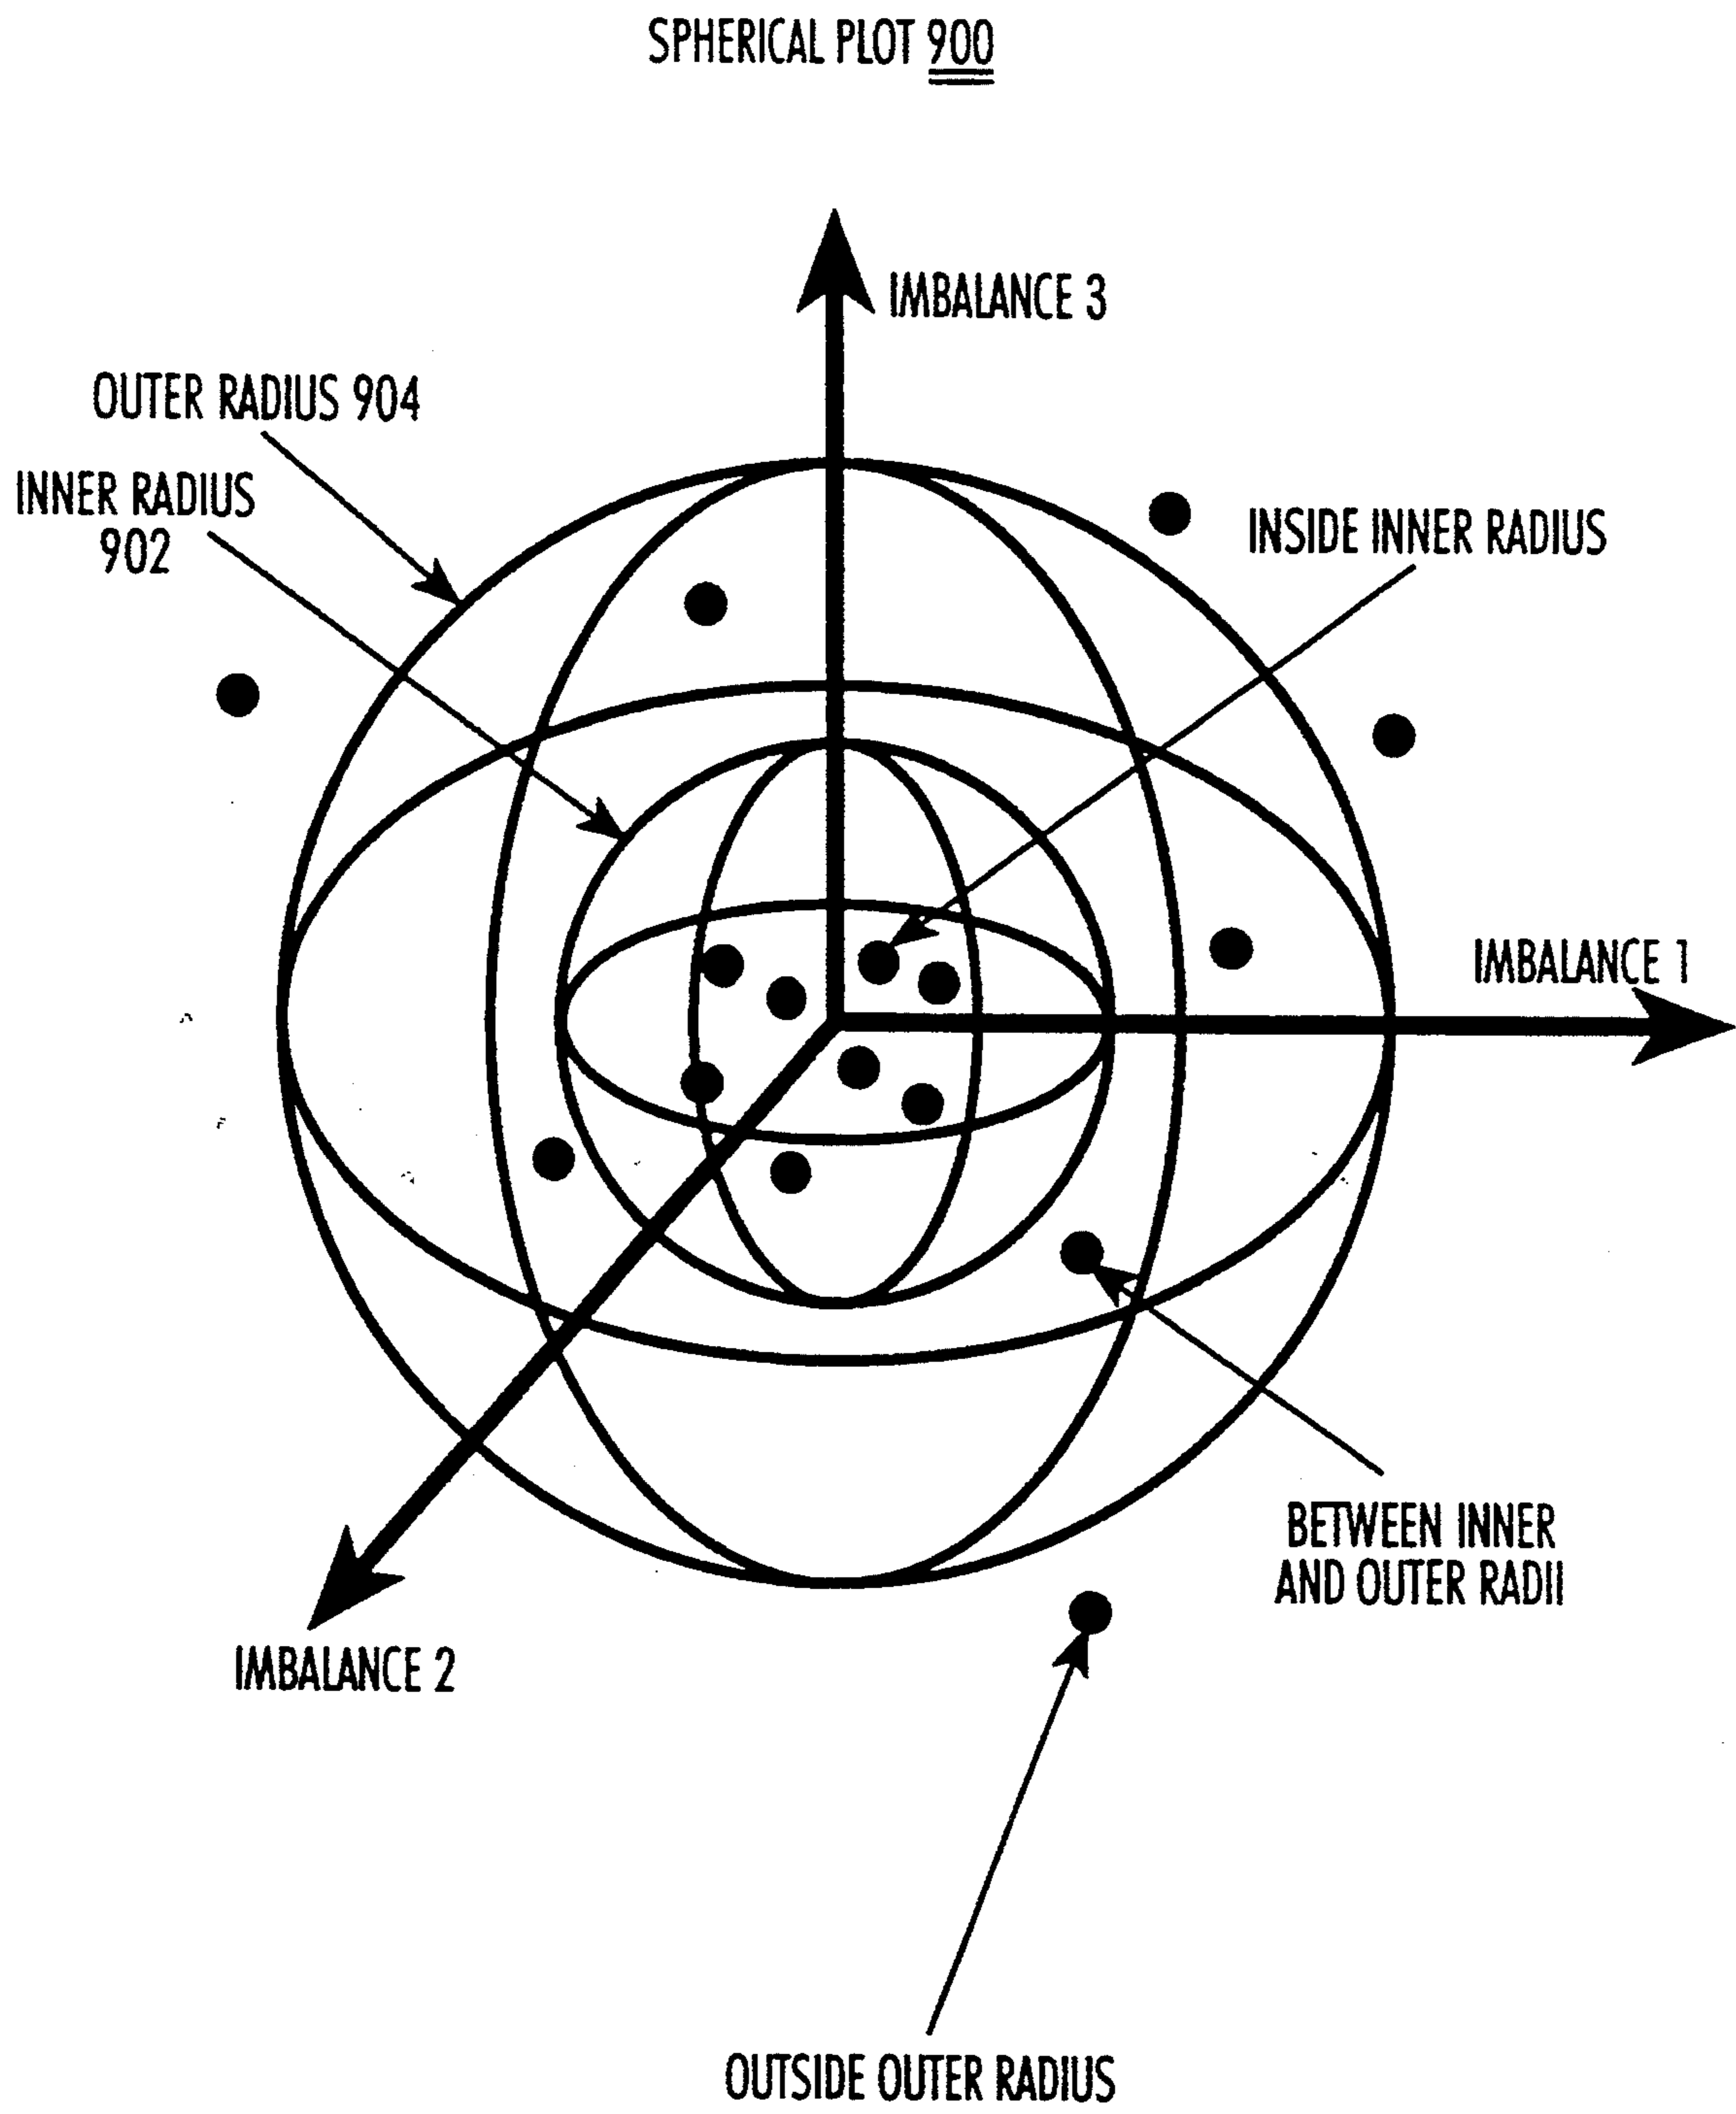 SPHERICAL PLOT 900
IMBALANCE 3
OUTER RADIUS 904
INNER RADIUS
902
INSIDE INNER RADIUS
IMBALANCE 1
BETWEEN INNER
AND OUTER RADII
IMBALANCE 2
OUTSIDE OUTER RADIUS